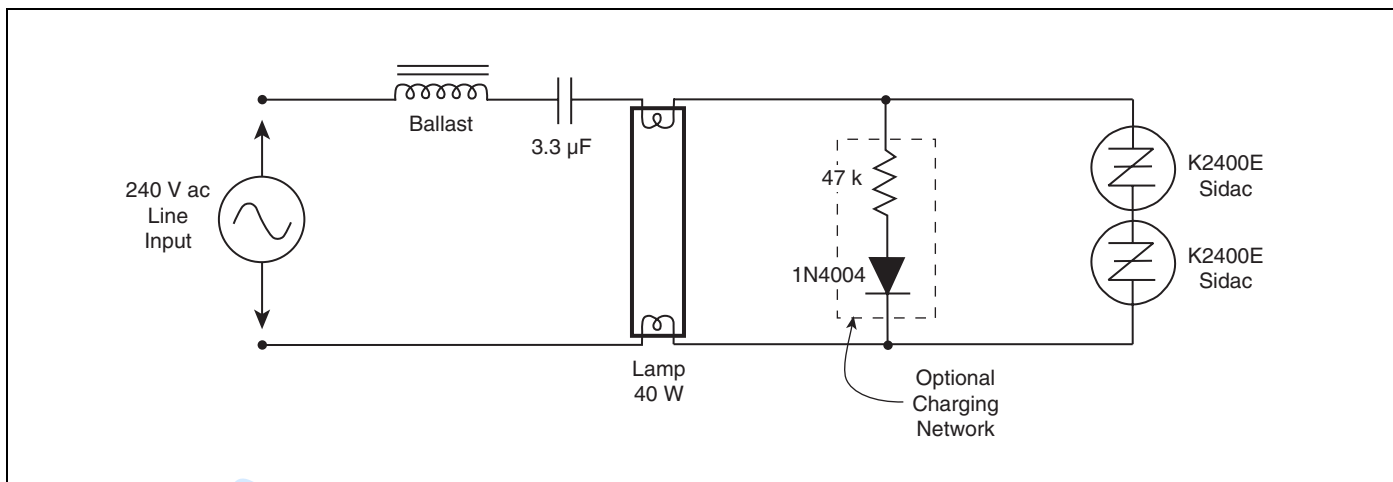 240 V ac
Line
Input
Ballast
3.3 µF
Lamp
40 W
47 k
1N4004
Optional
Charging
Network
K2400E
Sidac
K2400E
Sidac